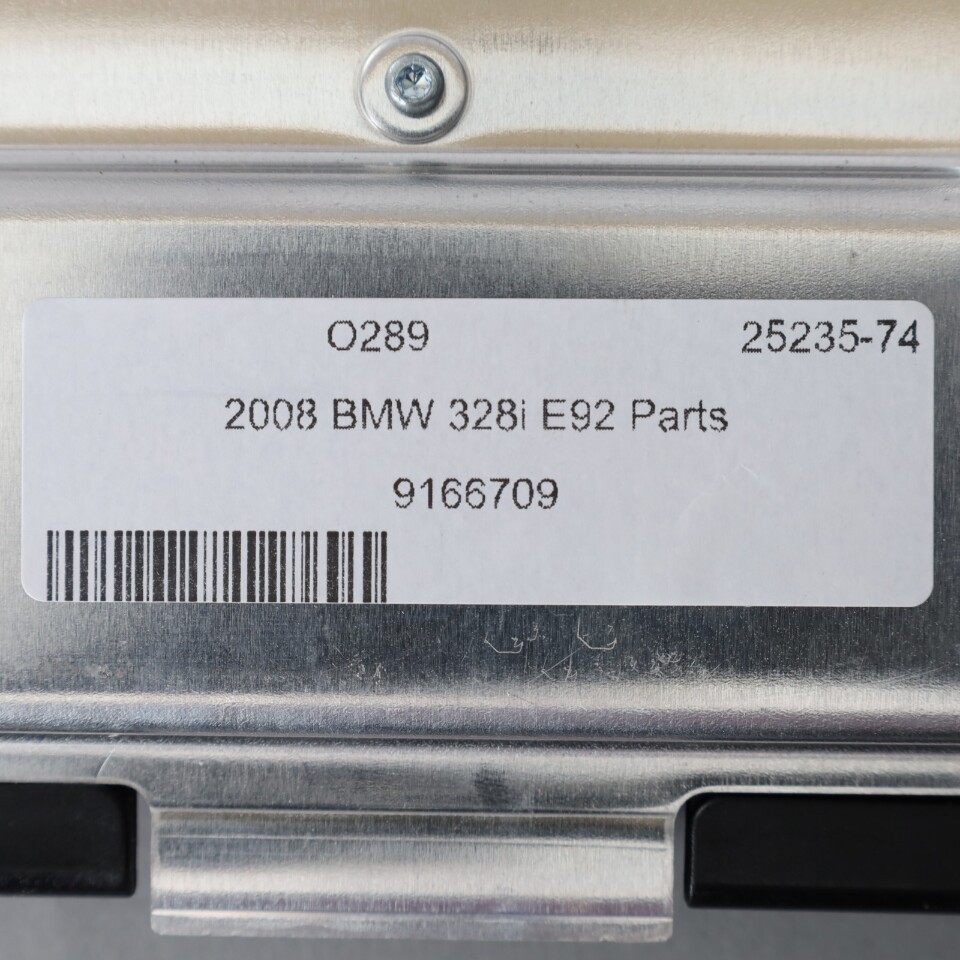 O289 25235-74
2008 BMW 328i E92 Parts
9166709